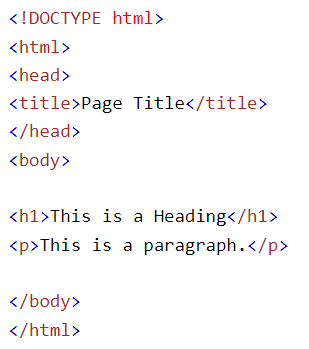 <!DOCTYPE html>
<html>
<head>
<title>Page Title</title>
</head>
<body>
<h1>This is a Heading</h1>
<p>This is a paragraph.</p>
</body>
</html>